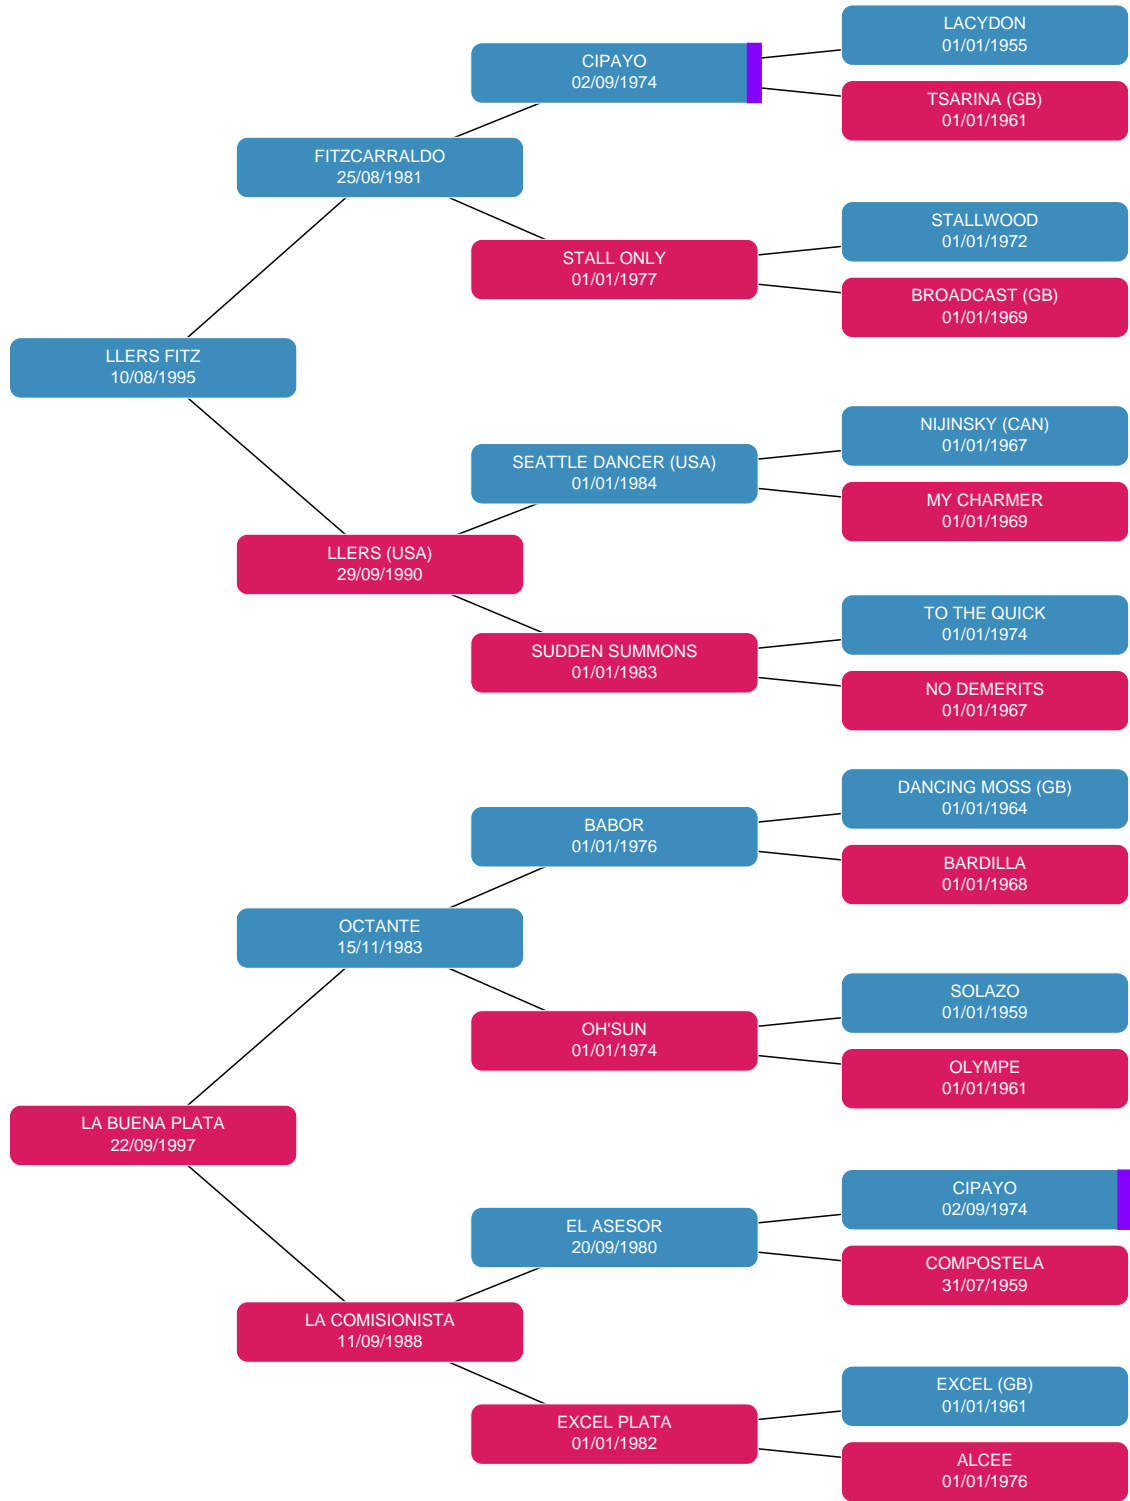 LACYDON
01/01/1955
CIPAYO
02/09/1974
TSARINA (GB)
01/01/1961
FITZCARRALDO
25/08/1981
STALLWOOD
01/01/1972
STALL ONLY
01/01/1977
BROADCAST (GB)
01/01/1969
LLERS FITZ
10/08/1995
NIJINSKY (CAN)
01/01/1967
SEATTLE DANCER (USA)
01/01/1984
MY CHARMER
01/01/1969
LLERS (USA)
29/09/1990
TO THE QUICK
01/01/1974
SUDDEN SUMMONS
01/01/1983
NO DEMERITS
01/01/1967
DANCING MOSS (GB)
01/01/1964
BABOR
01/01/1976
BARDILLA
01/01/1968
OCTANTE
15/11/1983
SOLAZO
01/01/1959
OH'SUN
01/01/1974
OLYMPE
01/01/1961
LA BUENA PLATA
22/09/1997
CIPAYO
02/09/1974
EL ASESOR
20/09/1980
COMPOSTELA
31/07/1959
LA COMISIONISTA
11/09/1988
EXCEL (GB)
01/01/1961
EXCEL PLATA
01/01/1982
ALCEE
01/01/1976